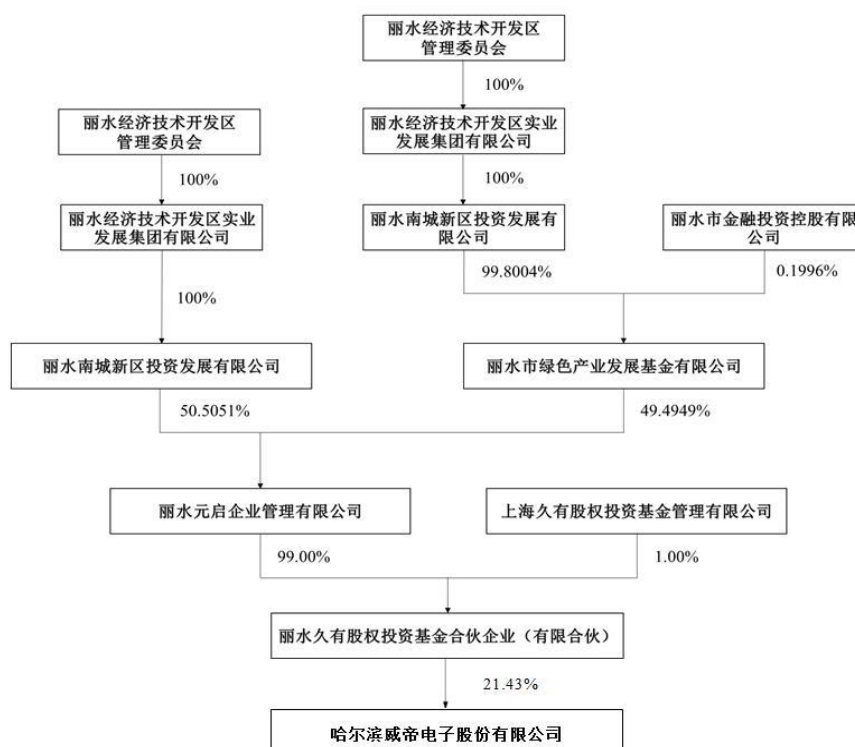 丽水经济技术开发区
管理委员会
100%
丽水经济技术开发区
管理委员会
丽水经济技术开发区实业
发展集团有限公司
100%
100%
丽水经济技术开发区实业
发展集团有限公司
丽水南城新区投资发展有
限公司
丽水市金融投资控股有限
公司
99.8004%
0.1996%
100%
丽水南城新区投资发展有限公司
丽水市绿色产业发展基金有限公司
50.5051%
49.4949%
丽水元启企业管理有限公司
上海久有股权投资基金管理有限公司
99.00%
1.00%
丽水久有股权投资基金合伙企业（有限合伙）
21.43%
哈尔滨威帝电子股份有限公司